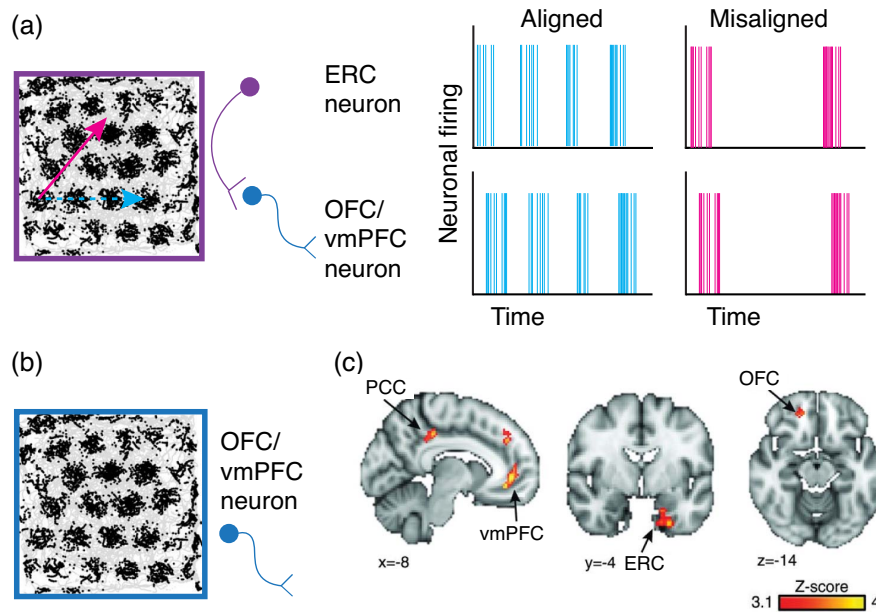 (a)
ERC
neuron
OFC/
vmPFC
neuron
Aligned
Misaligned
Neuronal firing
Time
Time
(b)
OFC/
vmPFC
neuron
(c)
PCC
vmPFC
x=-8
ERC
y=-4
OFC
z=-14
Z-score
3.1
4